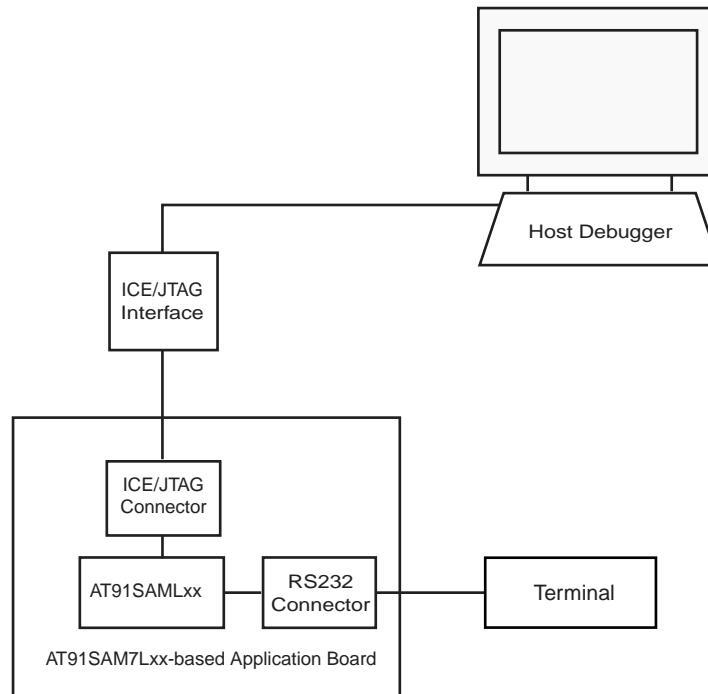 Host Debugger
ICE/JTAG
Interface
ICE/JTAG
Connector
AT91SAMLxx
RS232
Connector
Terminal
AT91SAM7Lxx-based Application Board